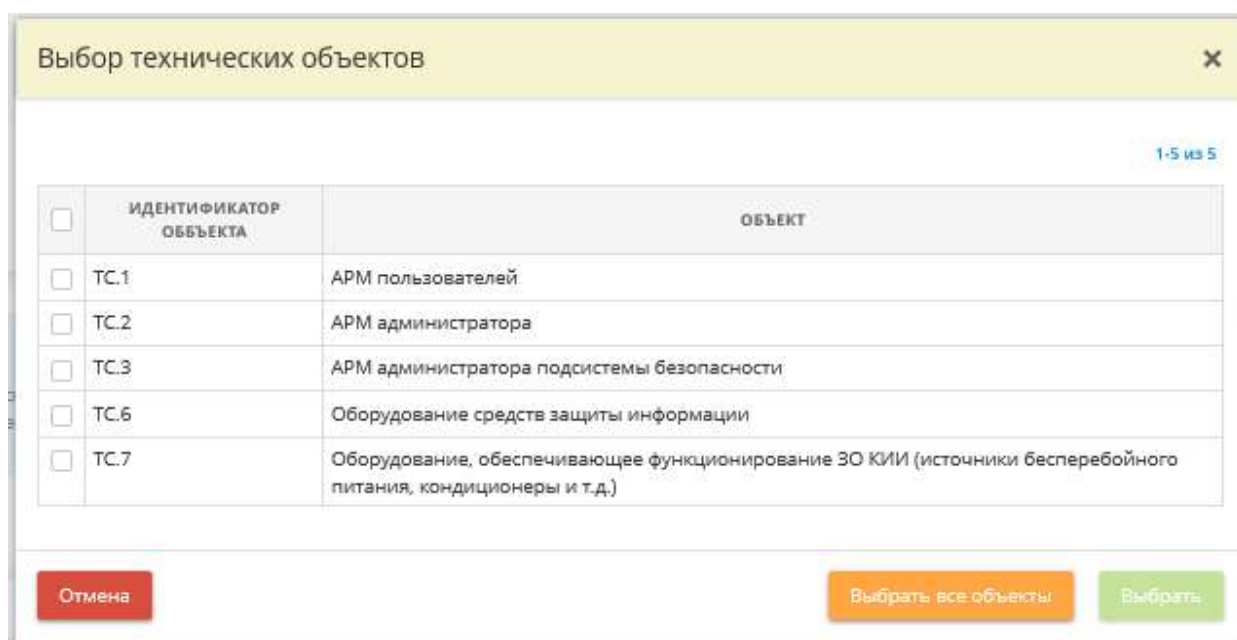 Выбор технических объектов
×
1-5 из 5
ИДЕНТИФИКАТОР
ОББЪЕКТА
ОБЪЕКТ
ТС.1 АРМ пользователей
ТС.2 АРМ администратора
ТС.3 АРМ администратора подсистемы безопасности
ТС.6 Оборудование средств защиты информации
ТС.7 Оборудование, обеспечивающее функционирование ЗО КИИ (источники бесперебойного
питания, кондиционеры и т.д.)
Отмена Выбрать все объекты Выбрать